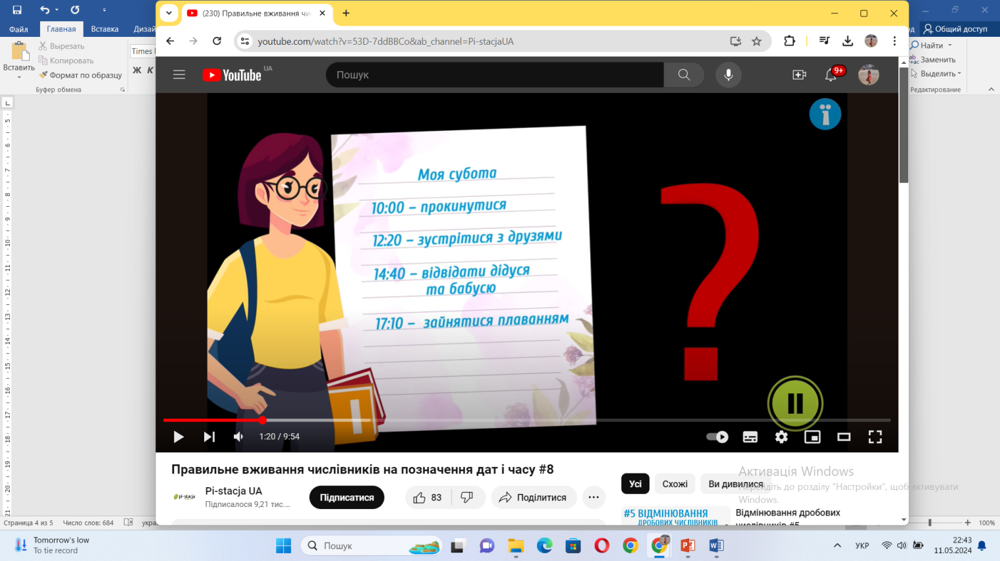 (230) Правильне вживання чи
Файл
Главная
Вставка
Дизай
Общий доступ
youtube.com/watch?v=53D-7ddBBCo&ab_channel=Pi-stacjaUA
Вставить
Вырезать
Копировать
Формат по образцу
Буфер обмена
Times
Ж К
Найти
Заменить
Выделить
Редактирование
YouTube UA
Пошук
9+
ї
Моя субота
10:00 – прокинутися
12:20 – зустрітися з друзями
14:40 – відвідати дідуся
та бабусю
17:10 – зайнятися плаванням
?
1:20 / 9:54
Правильне вживання числівників на позначення дат і часу #8
pi-stacja
Pi-stacja UA
Підписалося 9,21 тис....
Підписатися
83
Поділитися
Усі
Схожі
Ви дивилися
Активація Windows
Перейдіть до розділу "Настройки", щоб активувати
Windows.
#5 ВІДМІНЮВАННЯ
ДРОБОВИХ ЧИСЛІВНИКІВ
Відмінювання дробових
числівників #5
Страница 4 из 5
Число слов: 684
укра
100%
Tomorrow's low
To tie record
Пошук
УКР
22:43
11.05.2024